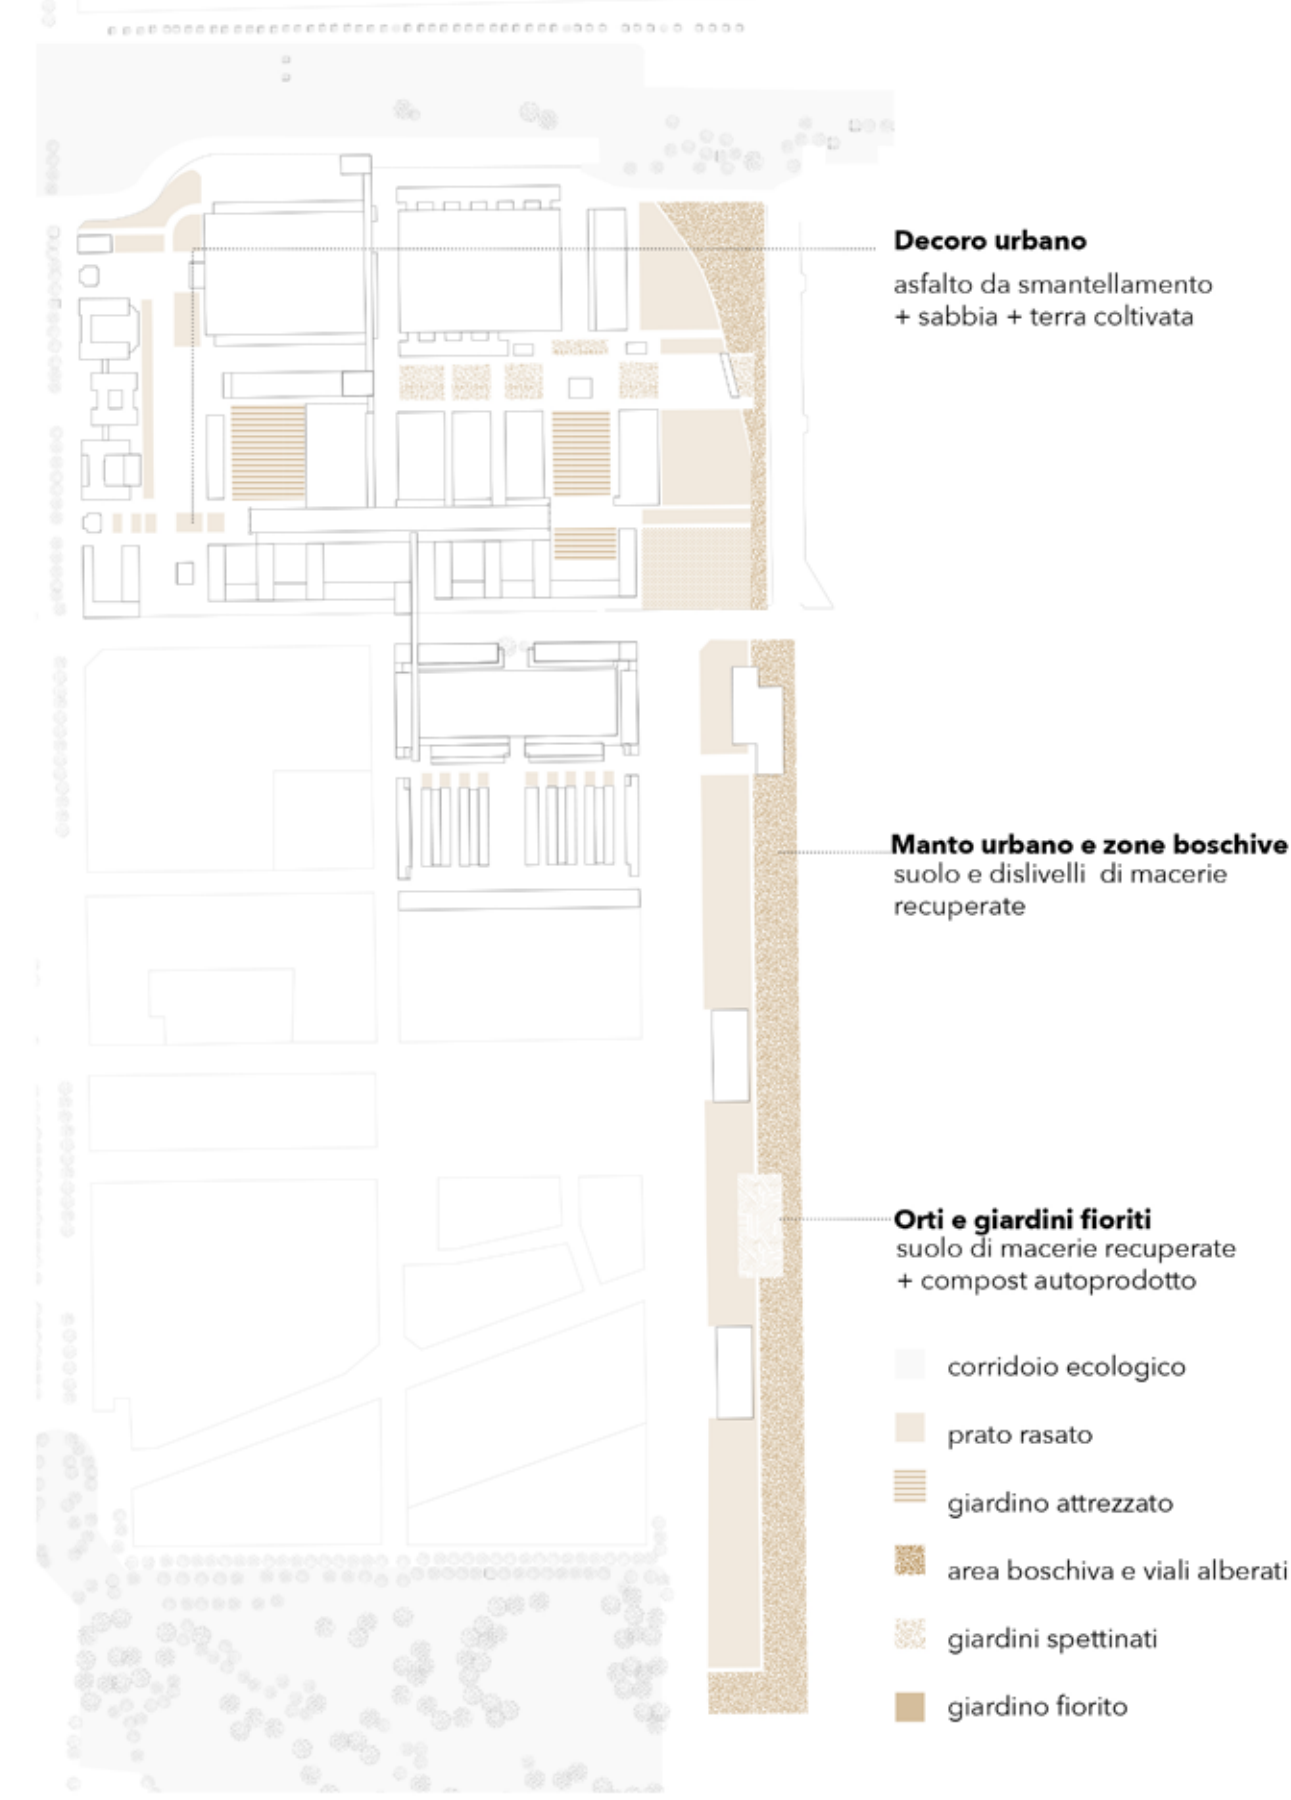 Decoro urbano
asfalto da smantellamento
+ sabbia + terra coltivata
Manto urbano e zone boschive
suolo e dislivelli di macerie
recuperate
Orti e giardini fioriti
suolo di macerie recuperate
+ compost autoprodotto
corridoio ecologico
prato rasato
giardino attrezzato
area boschiva e viali alberati
giardini spettinati
giardino fiorito